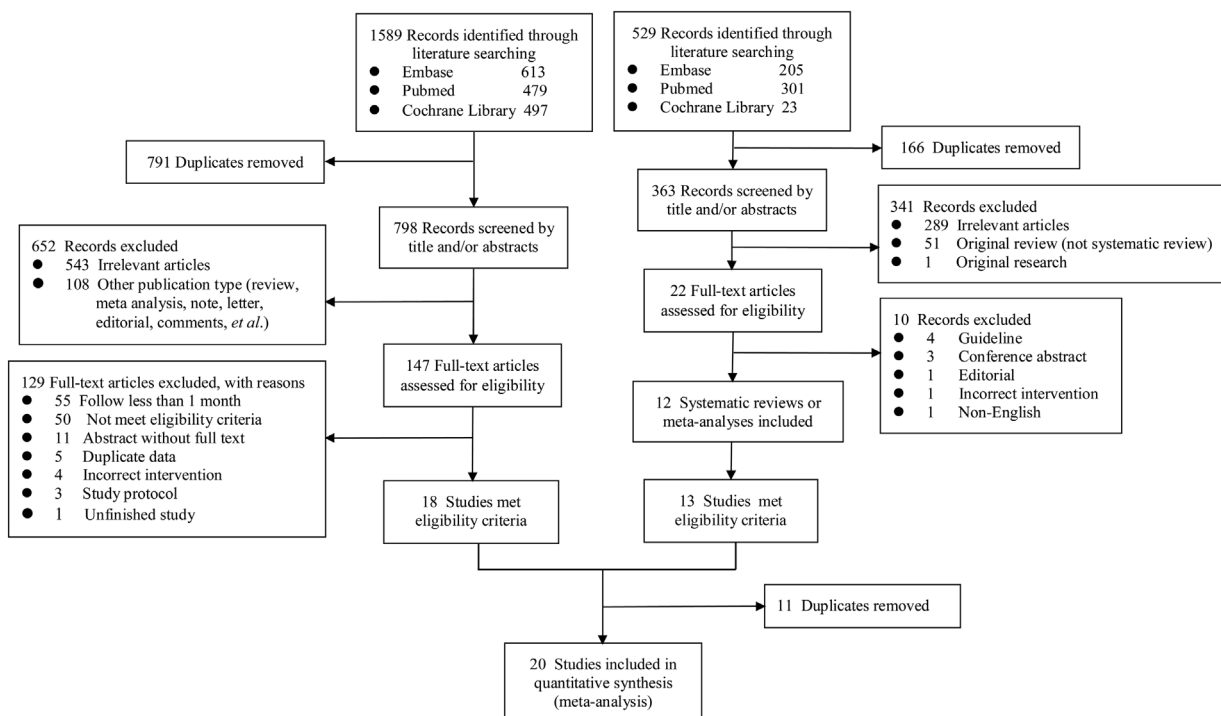 1589 Records identified through
literature searching
● Embase 613
● Pubmed 479
● Cochrane Library 497
529 Records identified through
literature searching
● Embase 205
● Pubmed 301
● Cochrane Library 23
791 Duplicates removed
166 Duplicates removed
798 Records screened by
title and/or abstracts
363 Records screened by
title and/or abstracts
652 Records excluded
● 543 Irrelevant articles
● 108 Other publication type (review,
meta analysis, note, letter,
editorial, comments, et al.)
341 Records excluded
● 289 Irrelevant articles
● 51 Original review (not systematic review)
● 1 Original research
147 Full-text articles
assessed for eligibility
22 Full-text articles
assessed for eligibility
129 Full-text articles excluded, with reasons
● 55 Follow less than 1 month
● 50 Not meet eligibility criteria
● 11 Abstract without full text
● 5 Duplicate data
● 4 Incorrect intervention
● 3 Study protocol
● 1 Unfinished study
10 Records excluded
● 4 Guideline
● 3 Conference abstract
● 1 Editorial
● 1 Incorrect intervention
● 1 Non-English
12 Systematic reviews or
meta-analyses included
18 Studies met
eligibility criteria
13 Studies met
eligibility criteria
11 Duplicates removed
20 Studies included in
quantitative synthesis
(meta-analysis)